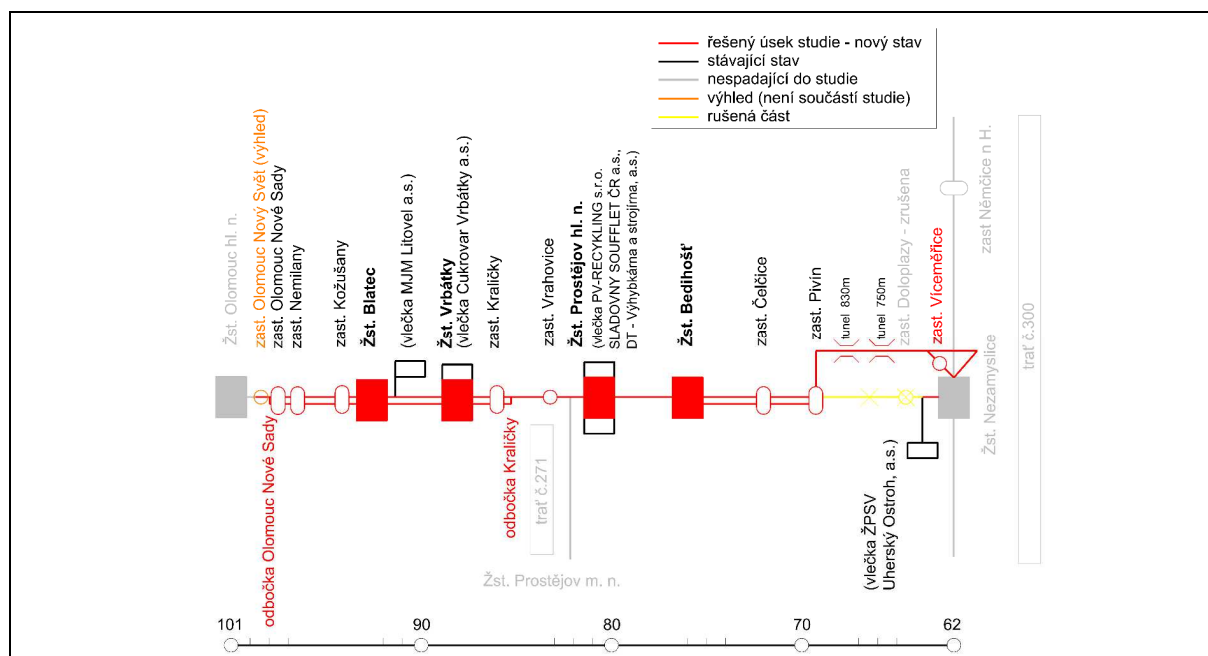 řešený úsek studie - nový stav
stávající stav
nespadající do studie
výhled (není součástí studie)
rušená část
Žst. Olomouc hl. n.
zast. Olomouc Nový Svět (výhled)
zast. Olomouc Nové Sady
zast. Nemilany
zast. Kožušany
Žst. Blatec
(vlečka MJM Litovel a.s.)
Žst. Vrbátky
(vlečka Cukrovar Vrbátky a.s.)
zast. Kraličky
zast. Vrahovice
Žst. Prostějov hl. n.
(vlečka PV-RECYKLING s.r.o.
SLADOVNY SOUFFLET ČR a.s.,
DT - Výhybkárna a strojírna, a.s.)
Žst. Bedihošť
zast. Čelčice
zast. Pivín
tunel 830m
tunel 750m
zast. Doloplazy - zrušena
zast. Víceměřice
zast Němčice n H.
trať č.300
Žst. Nezamyslice
odbočka Olomouc Nové Sady
odbočka Kraličky
trať č.271
Žst. Prostějov m. n.
(vlečka ŽPSV
Uherský Ostroh, a.s.)
101
90
80
70
62